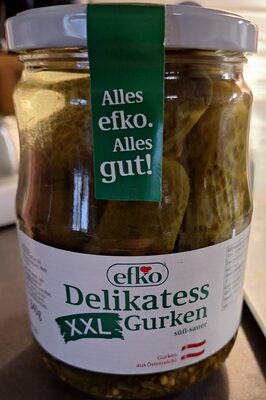 Alles
efko.
Alles
gut!
efko
Delikatess
XXL Gurken
süß-sauer
Gurken
aus Österreich!